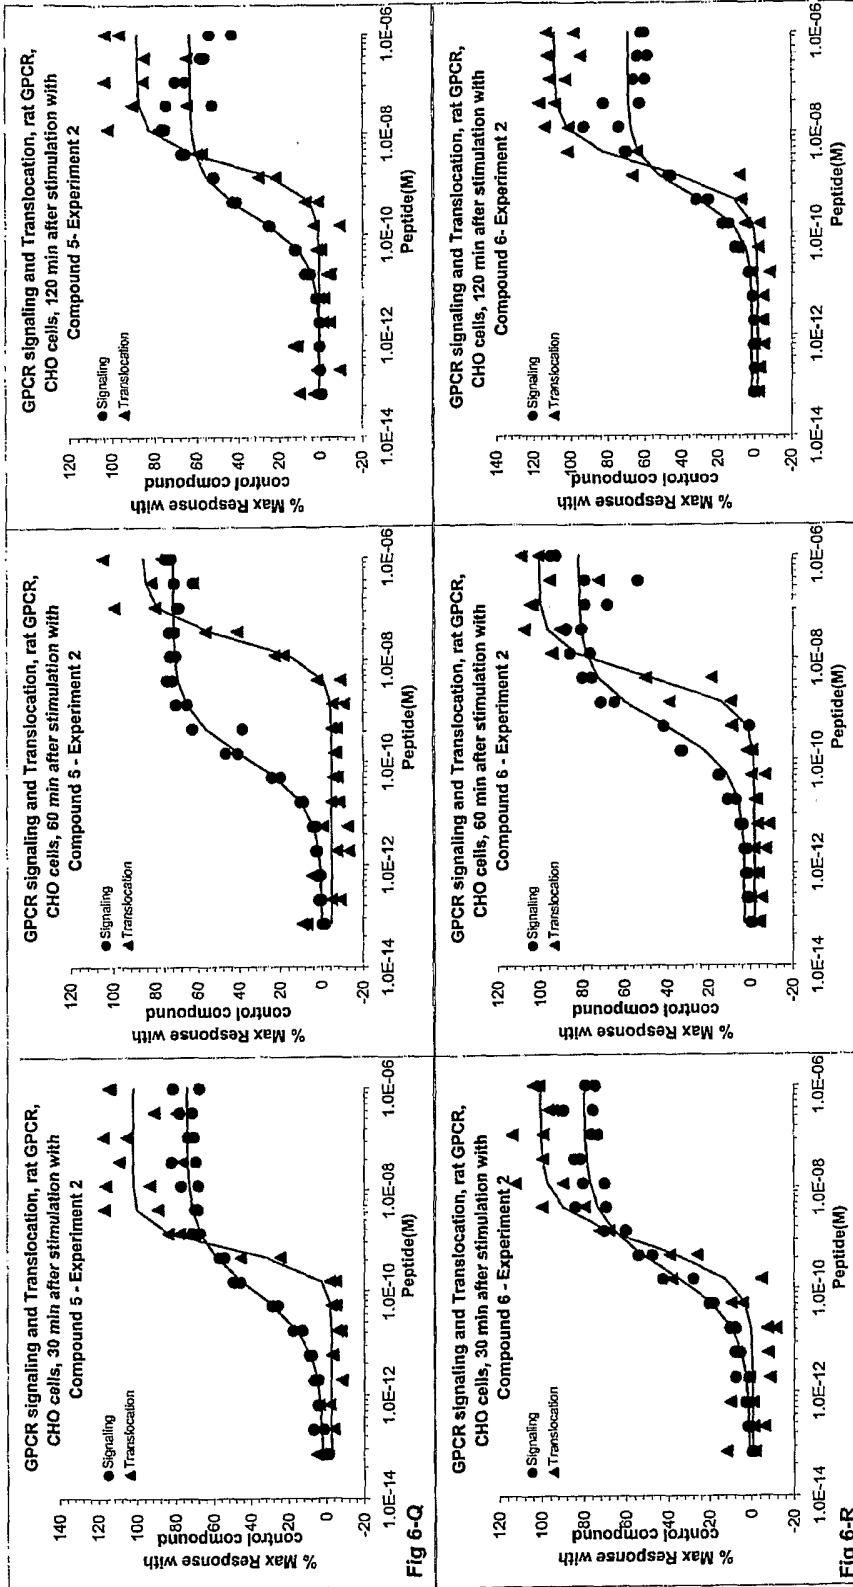 GPCR signaling and Translocation, rat GPCR,
CHO cells, 30 min after stimulation with
Compound 5 - Experiment 2
Signaling
Translocation
% Max Response with
control compound
140
120
100
80
60
40
20
0
-20
1.0E-14
1.0E-12
1.0E-10
1.0E-08
1.0E-06
Peptide(M)
GPCR signaling and Translocation, rat GPCR,
CHO cells, 60 min after stimulation with
Compound 5 - Experiment 2
Signaling
Translocation
% Max Response with
control compound
120
100
80
60
40
20
0
-20
1.0E-14
1.0E-12
1.0E-10
1.0E-08
1.0E-06
Peptide(M)
GPCR signaling and Translocation, rat GPCR,
CHO cells, 120 min after stimulation with
Compound 5- Experiment 2
Signaling
Translocation
% Max Response with
control compound
120
100
80
60
40
20
0
-20
1.0E-14
1.0E-12
1.0E-10
1.0E-08
1.0E-06
Peptide(M)
Fig 6-Q
GPCR signaling and Translocation, rat GPCR,
CHO cells, 30 min after stimulation with
Compound 6 - Experiment 2
Signaling
Translocation
% Max Response with
control compound
120
100
80
60
40
20
0
-20
1.0E-14
1.0E-12
1.0E-10
1.0E-08
1.0E-06
Peptide(M)
GPCR signaling and Translocation, rat GPCR,
CHO cells, 60 min after stimulation with
Compound 6 - Experiment 2
Signaling
Translocation
% Max Response with
control compound
120
100
80
60
40
20
0
-20
1.0E-14
1.0E-12
1.0E-10
1.0E-08
1.0E-06
Peptide(M)
GPCR signaling and Translocation, rat GPCR,
CHO cells, 120 min after stimulation with
Compound 6- Experiment 2
Signaling
Translocation
% Max Response with
control compound
140
120
100
80
60
40
20
0
-20
1.0E-14
1.0E-12
1.0E-10
1.0E-08
1.0E-06
Peptide(M)
Fig 6-R